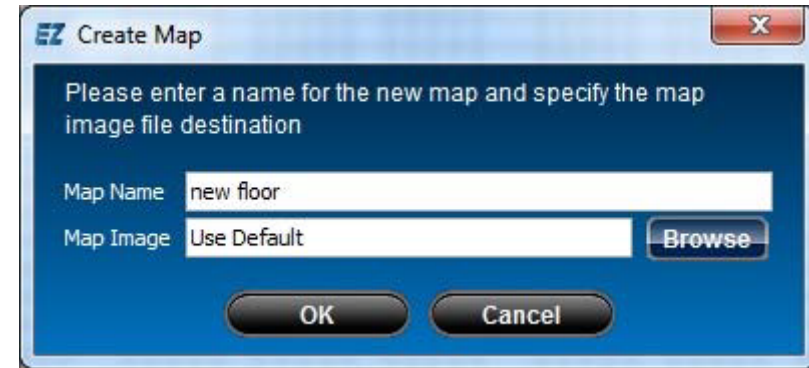 EZ Create Map
X
Please enter a name for the new map and specify the map
image file destination
Map Name new floor
Map Image Use Default Browse
OK Cancel